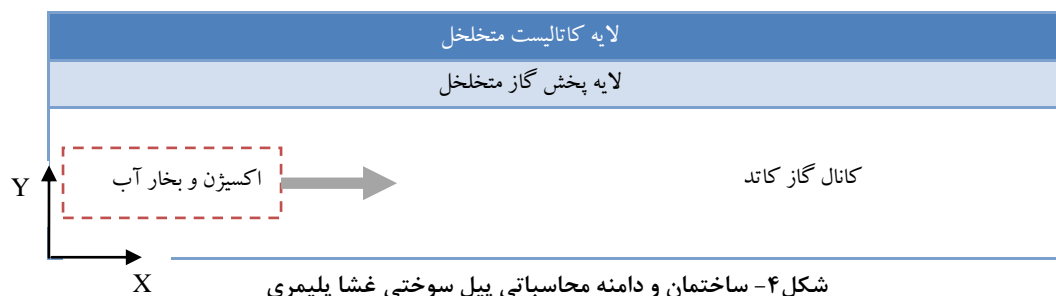 لایه کاتالیست متخلخل
لایه پخش گاز متخلخل
کانال گاز کاتد
اکسیژن و بخار آب
Y
X
شکل۴- ساختمان و دامنه محاسباتی پیل سوختی غشا پلیمری